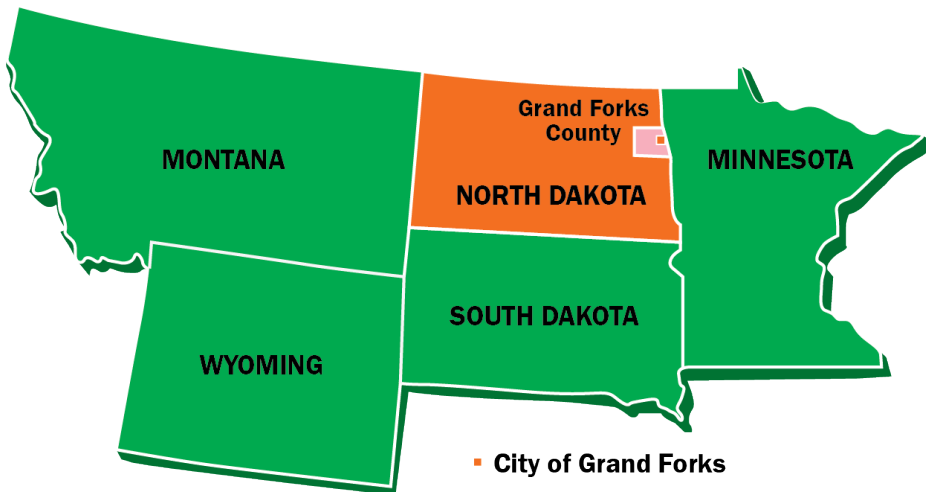 Grand Forks
County
MONTANA
MINNESOTA
NORTH DAKOTA
SOUTH DAKOTA
WYOMING
City of Grand Forks